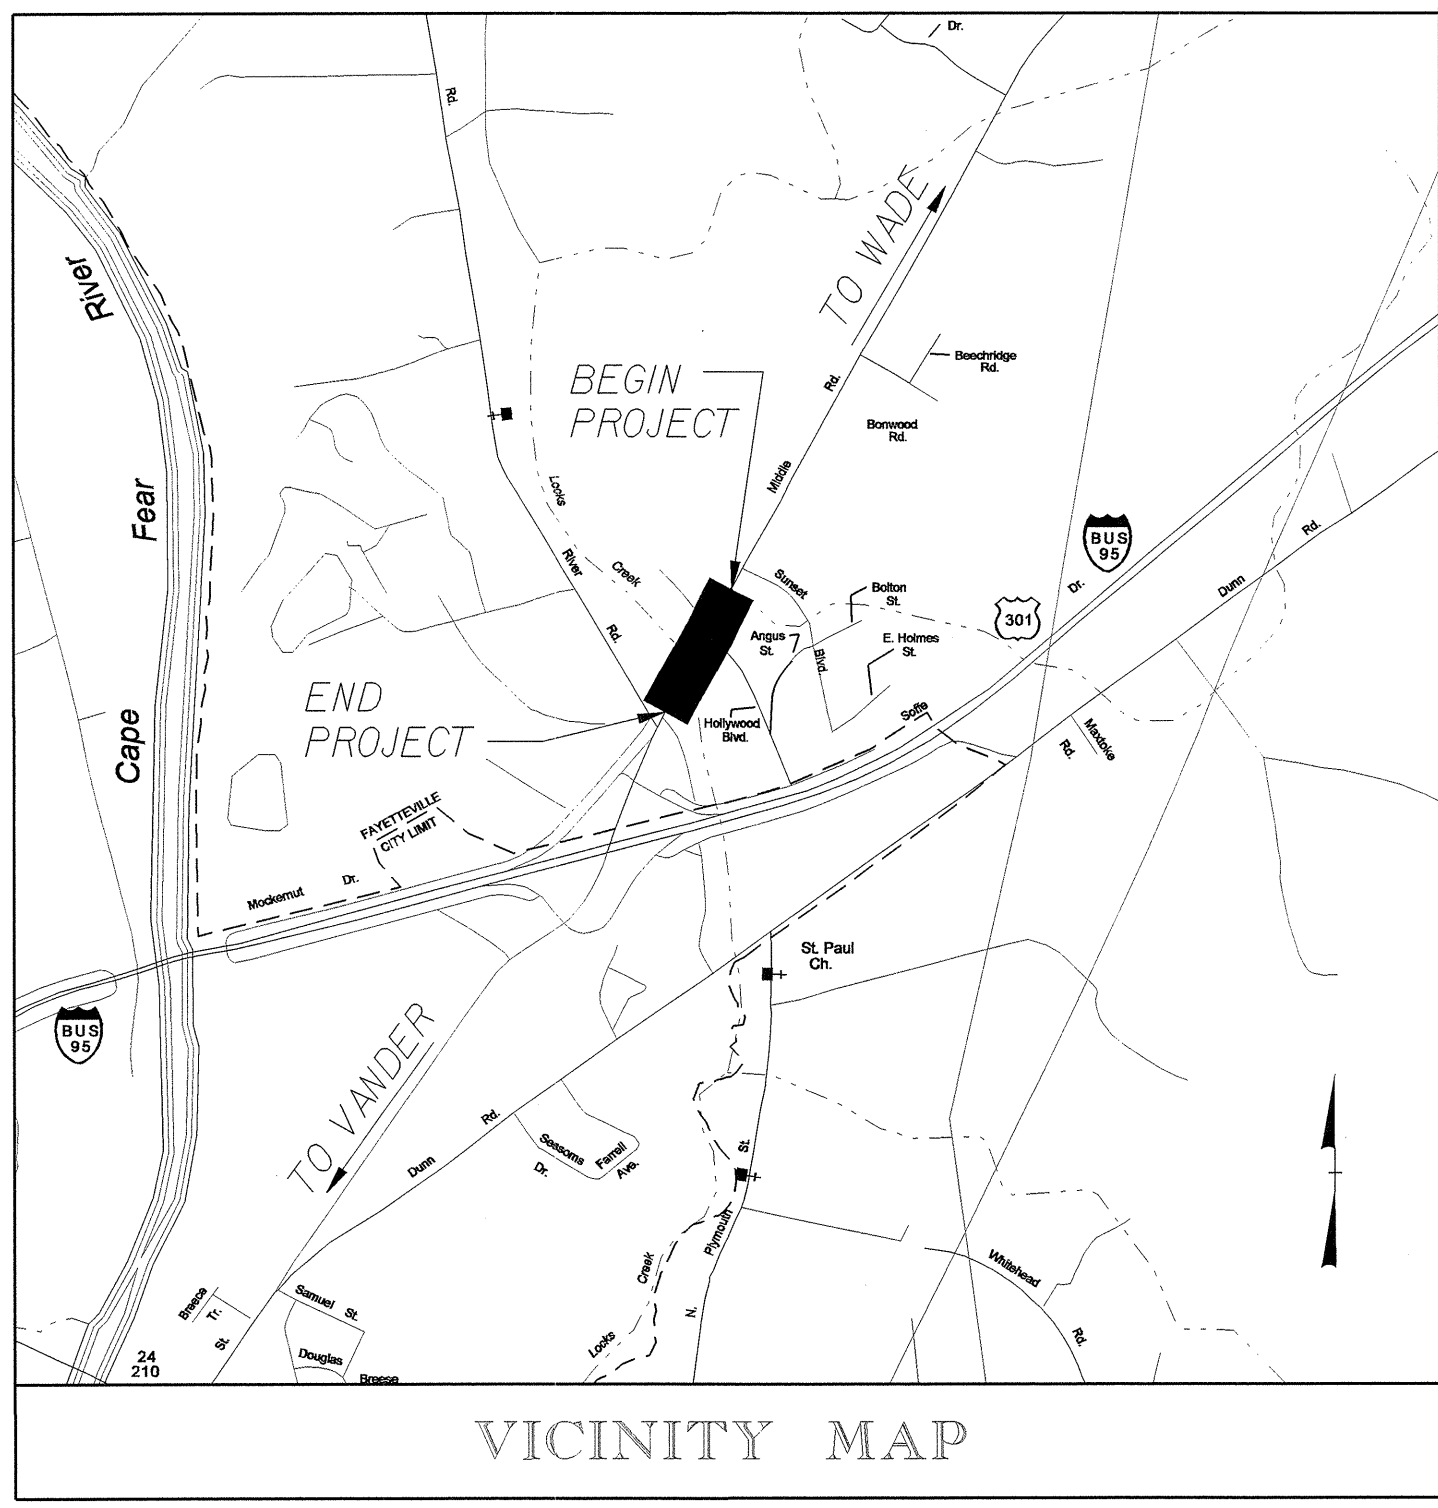 Dr.
Rd.
TO WADE
River
Beechridge
Rd.
BEGIN
PROJECT
Rd.
Bonwood
Rd.
Middle
Locks
Fear
BUS
95
Rd.
River
Creek
Sunset
Bolton
St.
Dr.
Dunn
301
Rd.
Angus
St.
Blvd.
E. Holmes
St.
END
PROJECT
Cape
Hollywood
Blvd.
Soffe
Maxtoke
Rd.
FAYETTEVILLE
CITY LIMIT
Mockernut
Dr.
St. Paul
Ch.
BUS
95
TO VANDER
Rd.
Dunn
Seasoms
Dr.
Farrell
Ave.
St.
Plymouth
N.
Creek
Locks
Whitehead
Rd.
Breece
Tr.
St.
Samuel St.
Douglas
Breese
24
210
VICINITY MAP